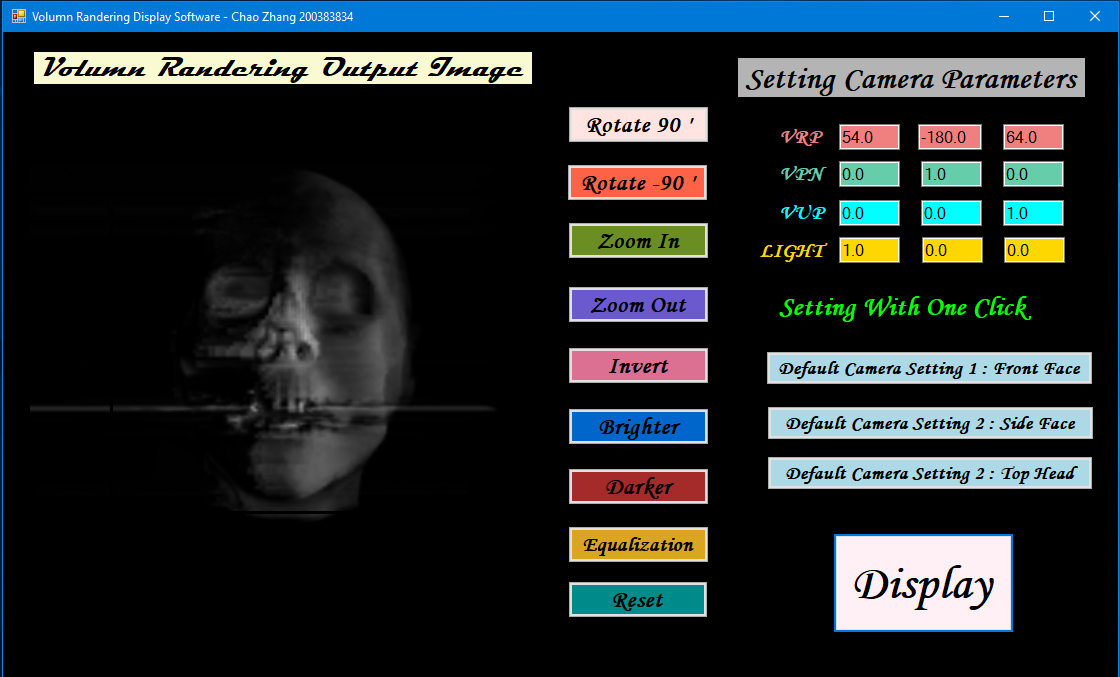 Volumn Randering Display Software - Chao Zhang 200383834
Volumn Randering Output Image
Rotate 90 '
Rotate -90 '
Zoom In
Zoom Out
Invert
Brighter
Darker
Equalization
Reset
Setting Camera Parameters
VRP 54.0 -180.0 64.0
VPN 0.0 1.0 0.0
VUP 0.0 0.0 1.0
LIGHT 1.0 0.0 0.0
Setting With One Click
Default Camera Setting 1 : Front Face
Default Camera Setting 2 : Side Face
Default Camera Setting 2 : Top Head
Display